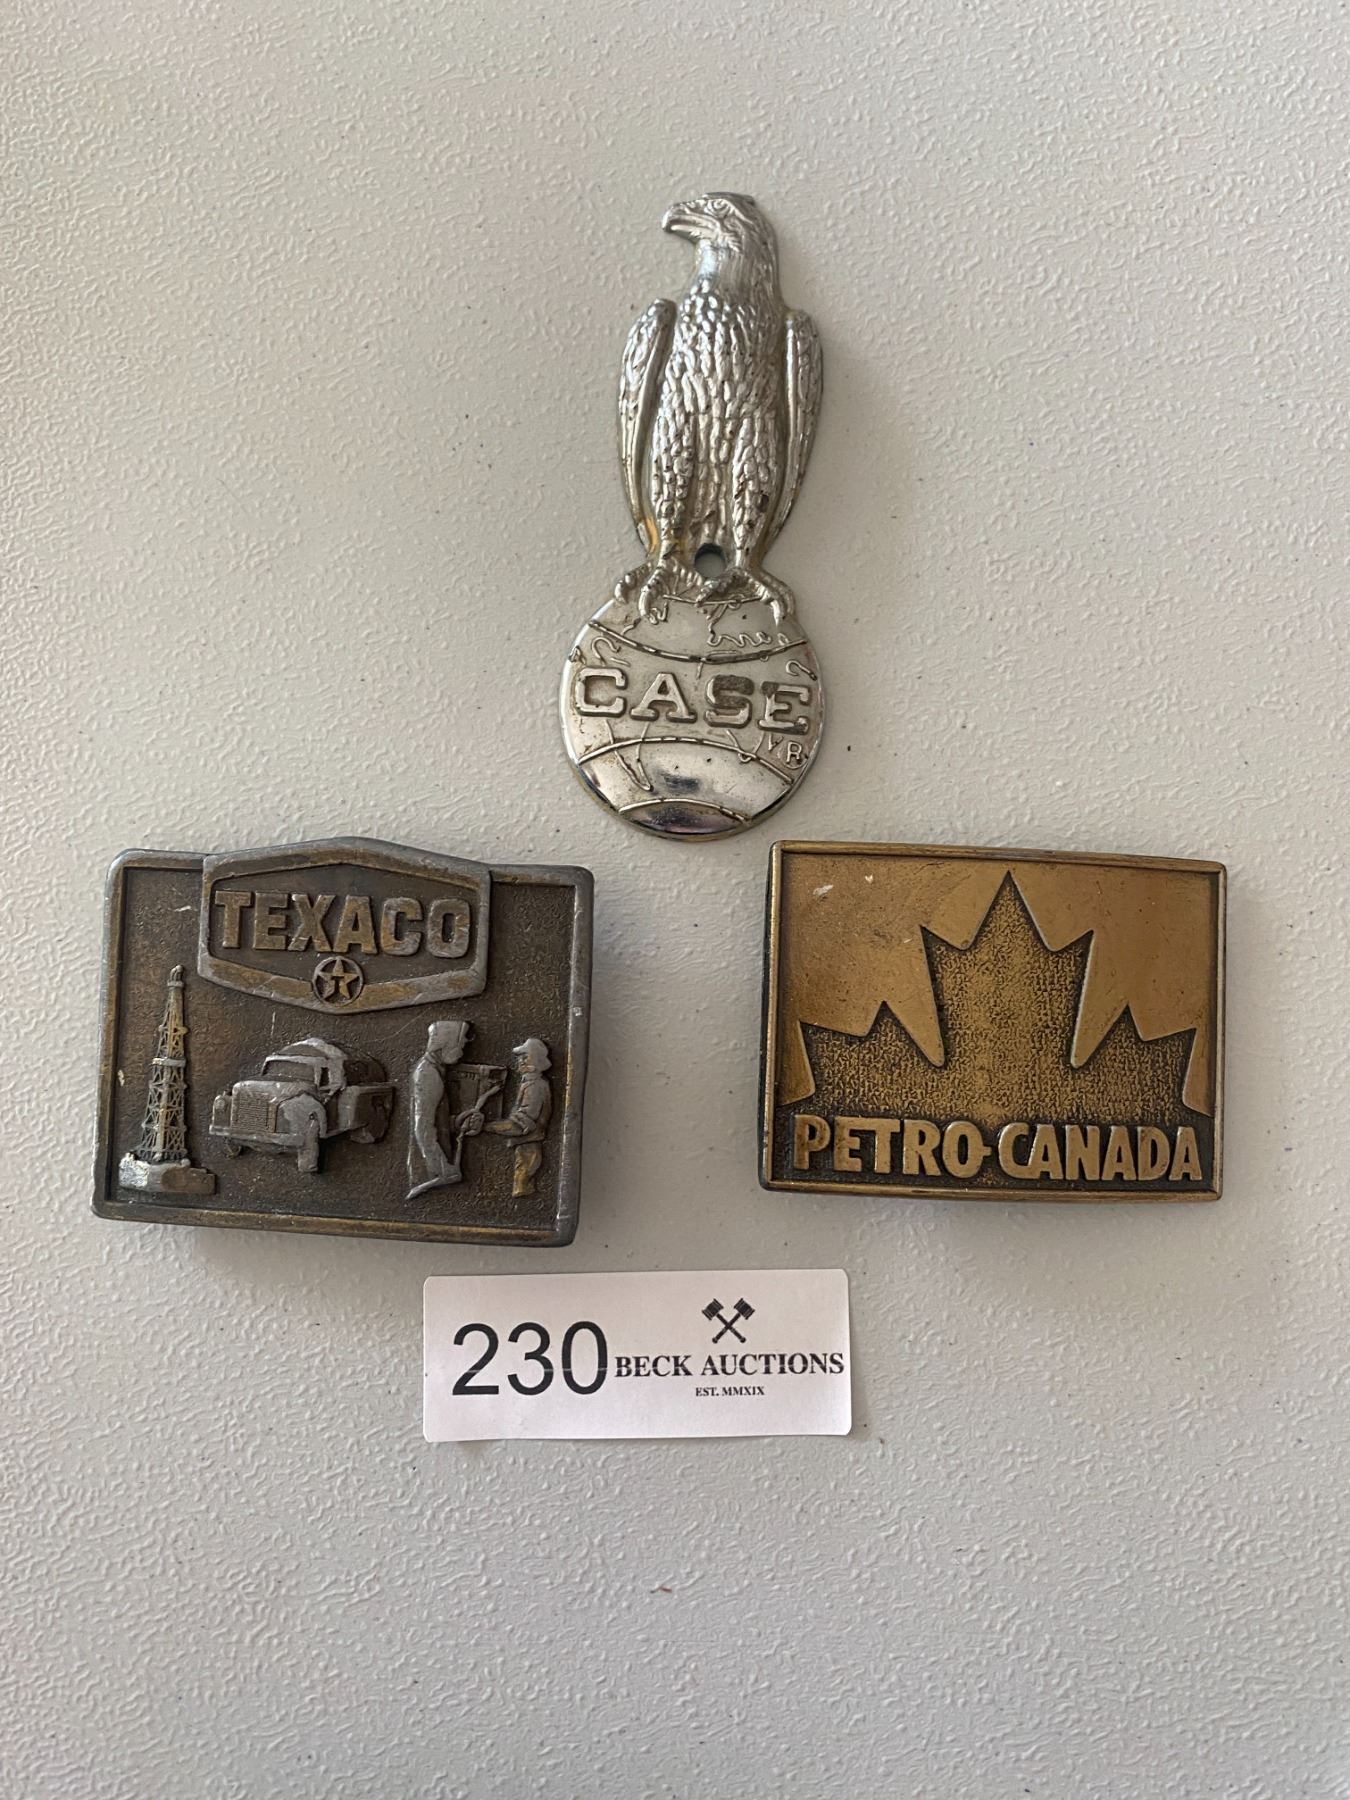 CASE
R
TEXACO
T
PETRO-CANADA
230
BECK AUCTIONS
EST. MMXIX